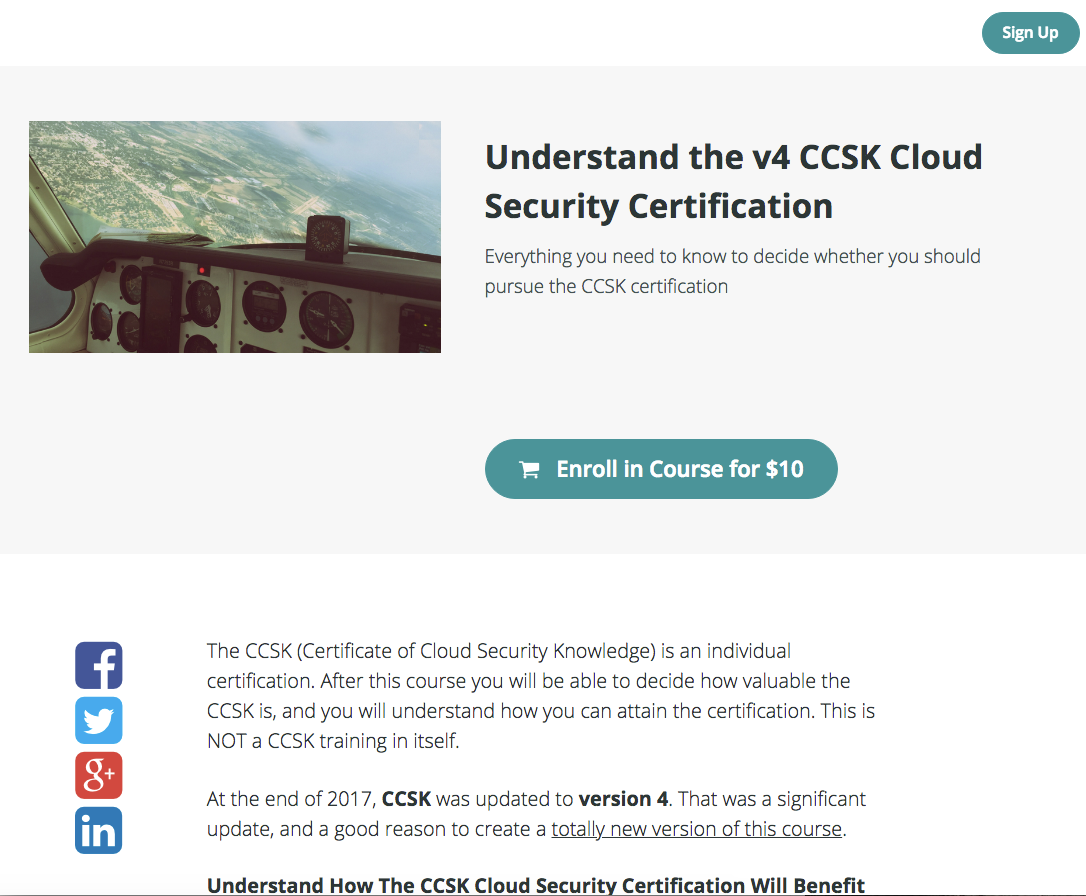 Sign Up
Understand the v4 CCSK Cloud
Security Certification
Everything you need to know to decide whether you should
pursue the CCSK certification
Enroll in Course for $10
The CCSK (Certificate of Cloud Security Knowledge) is an individual
certification. After this course you will be able to decide how valuable the
CCSK is, and you will understand how you can attain the certification. This is
NOT a CCSK training in itself.
At the end of 2017, CCSK was updated to version 4. That was a significant
update, and a good reason to create a totally new version of this course.
Understand How The CCSK Cloud Security Certification Will Benefit